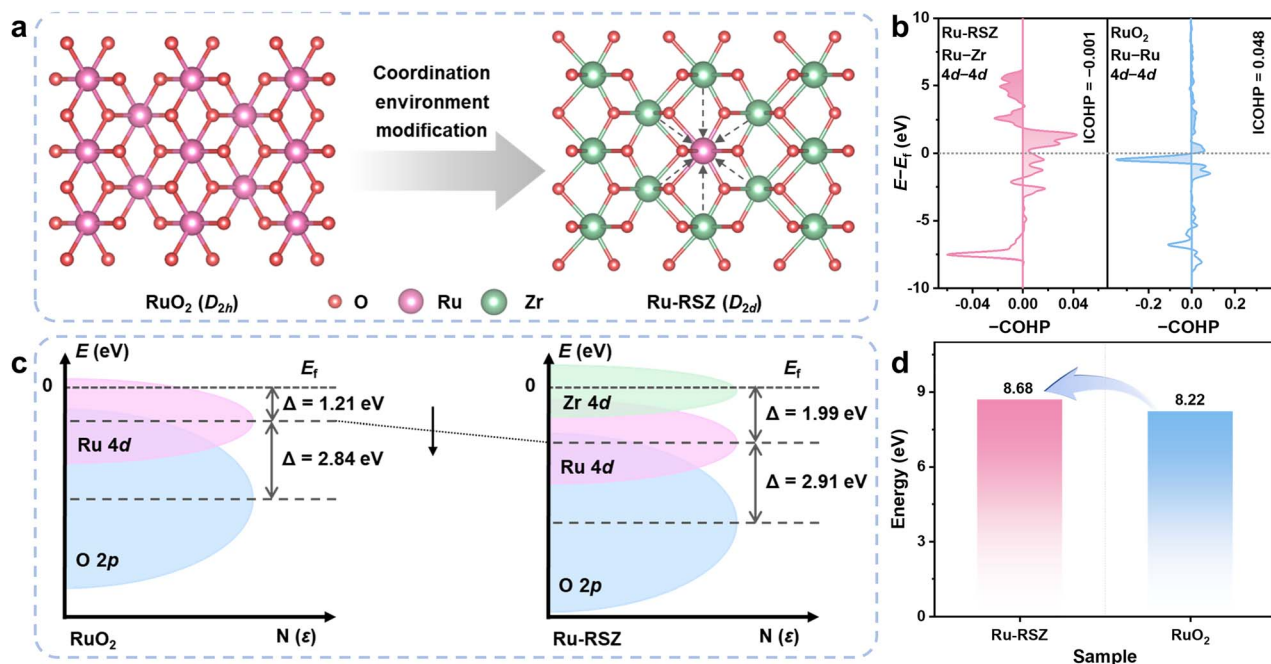 a
Coordination
environment
modification
RuO₂ (D₂ₕ)
O
Ru
Zr
Ru-RSZ (D₂d)
b
Ru-RSZ
Ru−Zr
4d−4d
ICOHP = −0.001
RuO₂
Ru−Ru
4d−4d
ICOHP = 0.048
E−Ef (eV)
10
5
0
-5
-10
-0.04 0.00 0.04
0.0 0.2
−COHP
−COHP
c
E (eV)
0
Ef
Δ = 1.21 eV
Ru 4d
Δ = 2.84 eV
O 2p
RuO₂
N (ε)
E (eV)
0
Ef
Zr 4d
Δ = 1.99 eV
Ru 4d
Δ = 2.91 eV
O 2p
Ru-RSZ
N (ε)
d
Energy (eV)
9
6
3
0
8.68
8.22
Ru-RSZ
RuO₂
Sample